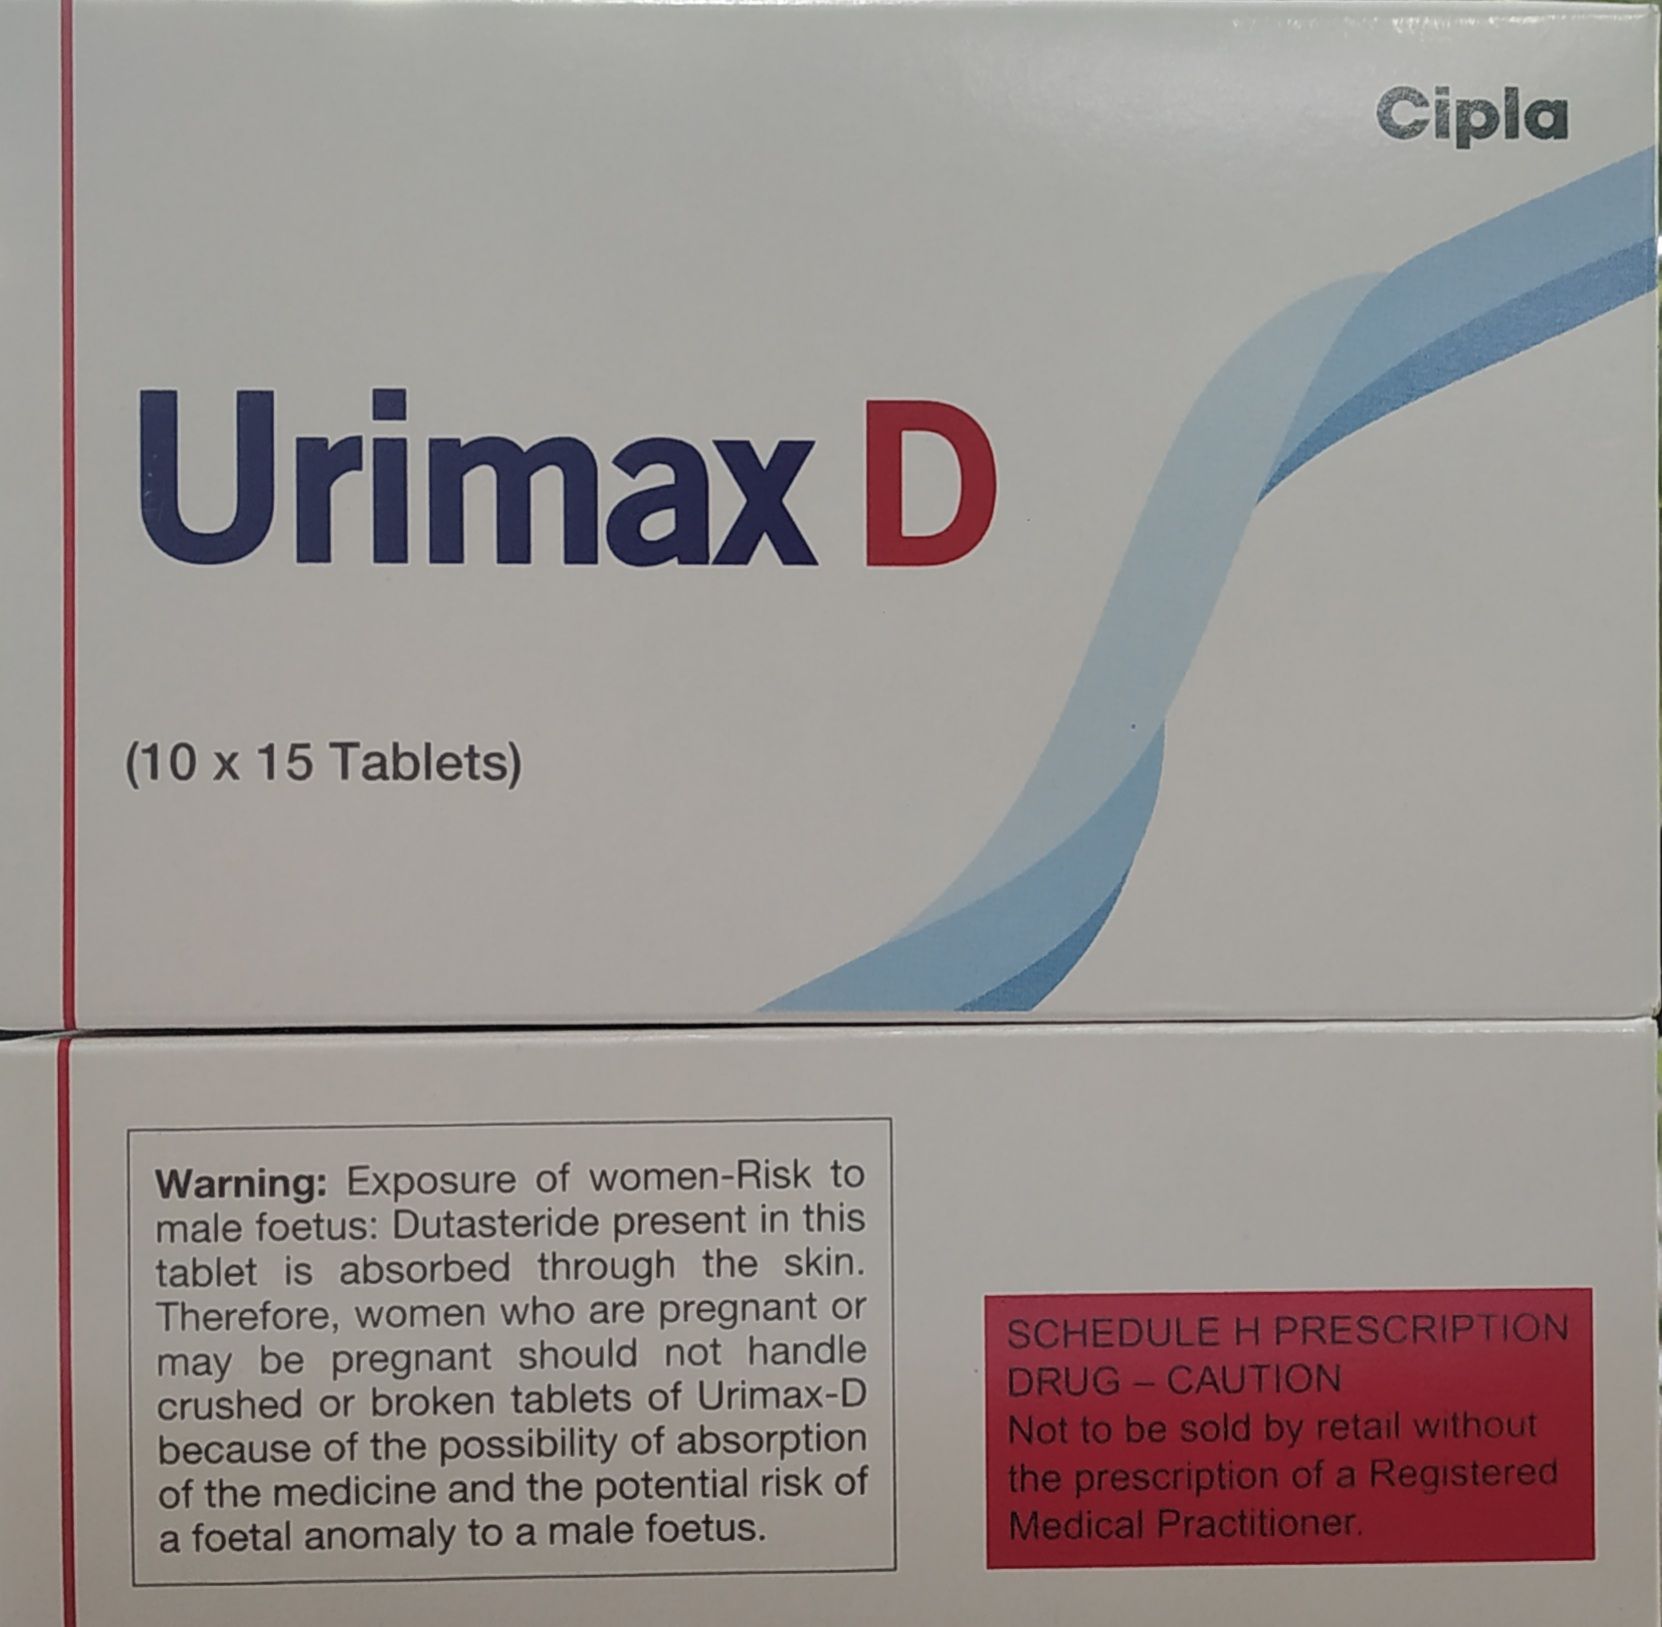 Cipla
Urimax D
(10 x 15 Tablets)
Warning: Exposure of women-Risk to
male foetus: Dutasteride present in this
tablet is absorbed through the skin.
Therefore, women who are pregnant or
may be pregnant should not handle
crushed or broken tablets of Urimax-D
because of the possibility of absorption
of the medicine and the potential risk of
a foetal anomaly to a male foetus.
SCHEDULE H PRESCRIPTION
DRUG – CAUTION
Not to be sold by retail without
the prescription of a Registered
Medical Practitioner.